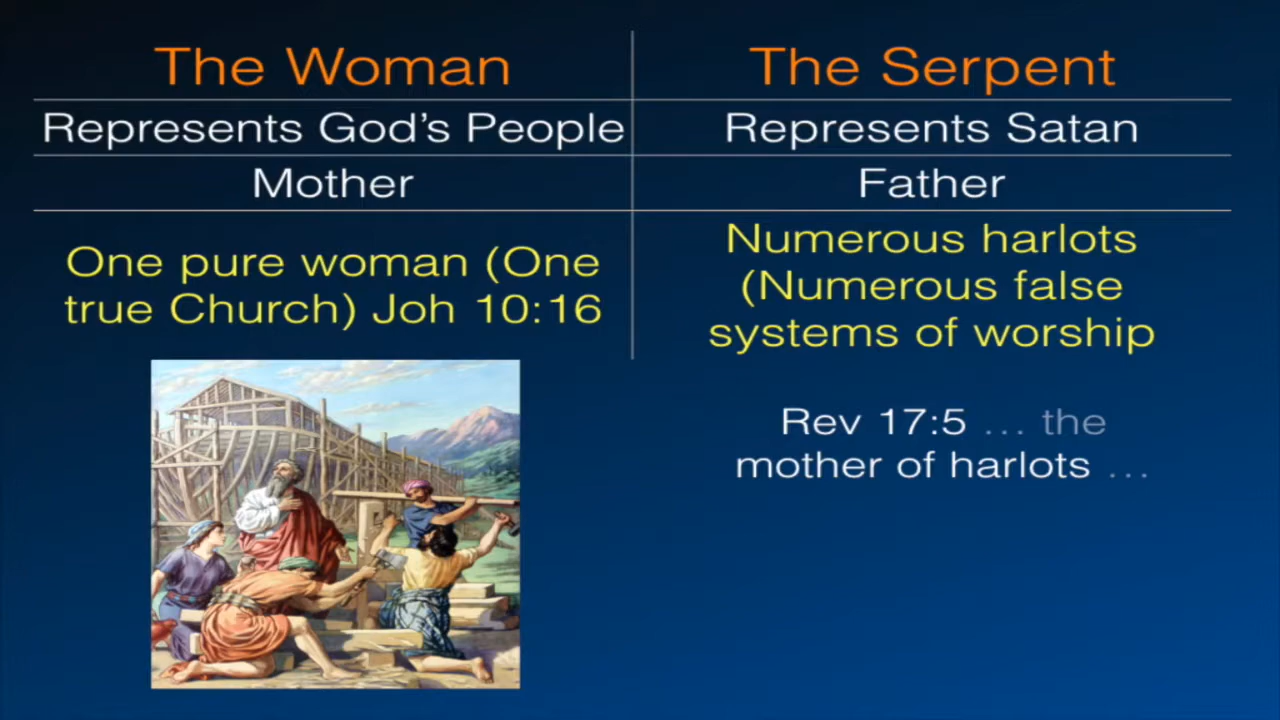 The Woman
The Serpent
Represents God's People
Represents Satan
Mother
Father
One pure woman (One
true Church) Joh 10:16
Numerous harlots
(Numerous false
systems of worship
Rev 17:5 ... the
mother of harlots ...